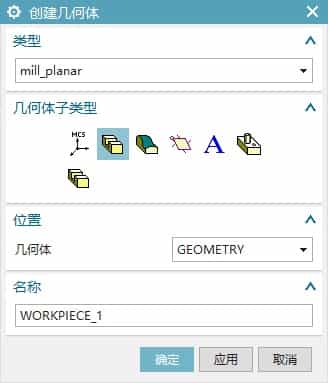 创建几何体
类型
mill_planar
几何体子类型
MCS
A
位置
几何体
GEOMETRY
名称
WORKPIECE_1
确定
应用
取消